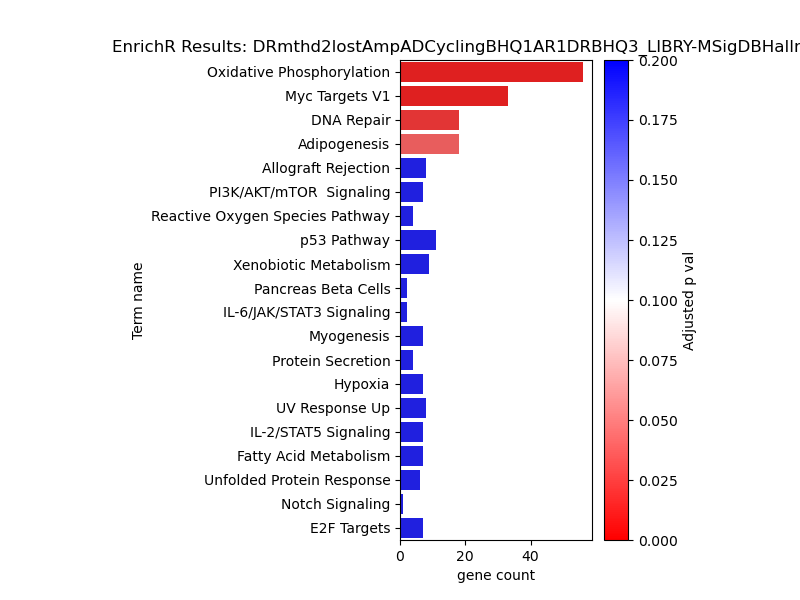 EnrichR Results: DRmthd2lostAmpADCyclingBHQ1AR1DRBHQ3_LIBRY-MSigDBHallr
Oxidative Phosphorylation
Myc Targets V1
DNA Repair
Adipogenesis
Allograft Rejection
PI3K/AKT/mTOR  Signaling
Reactive Oxygen Species Pathway
p53 Pathway
Xenobiotic Metabolism
Pancreas Beta Cells
IL-6/JAK/STAT3 Signaling
Myogenesis
Protein Secretion
Hypoxia
UV Response Up
IL-2/STAT5 Signaling
Fatty Acid Metabolism
Unfolded Protein Response
Notch Signaling
E2F Targets
Term name
0 20 40
gene count
0.200
0.175
0.150
0.125
0.100
0.075
0.050
0.025
0.000
Adjusted p val